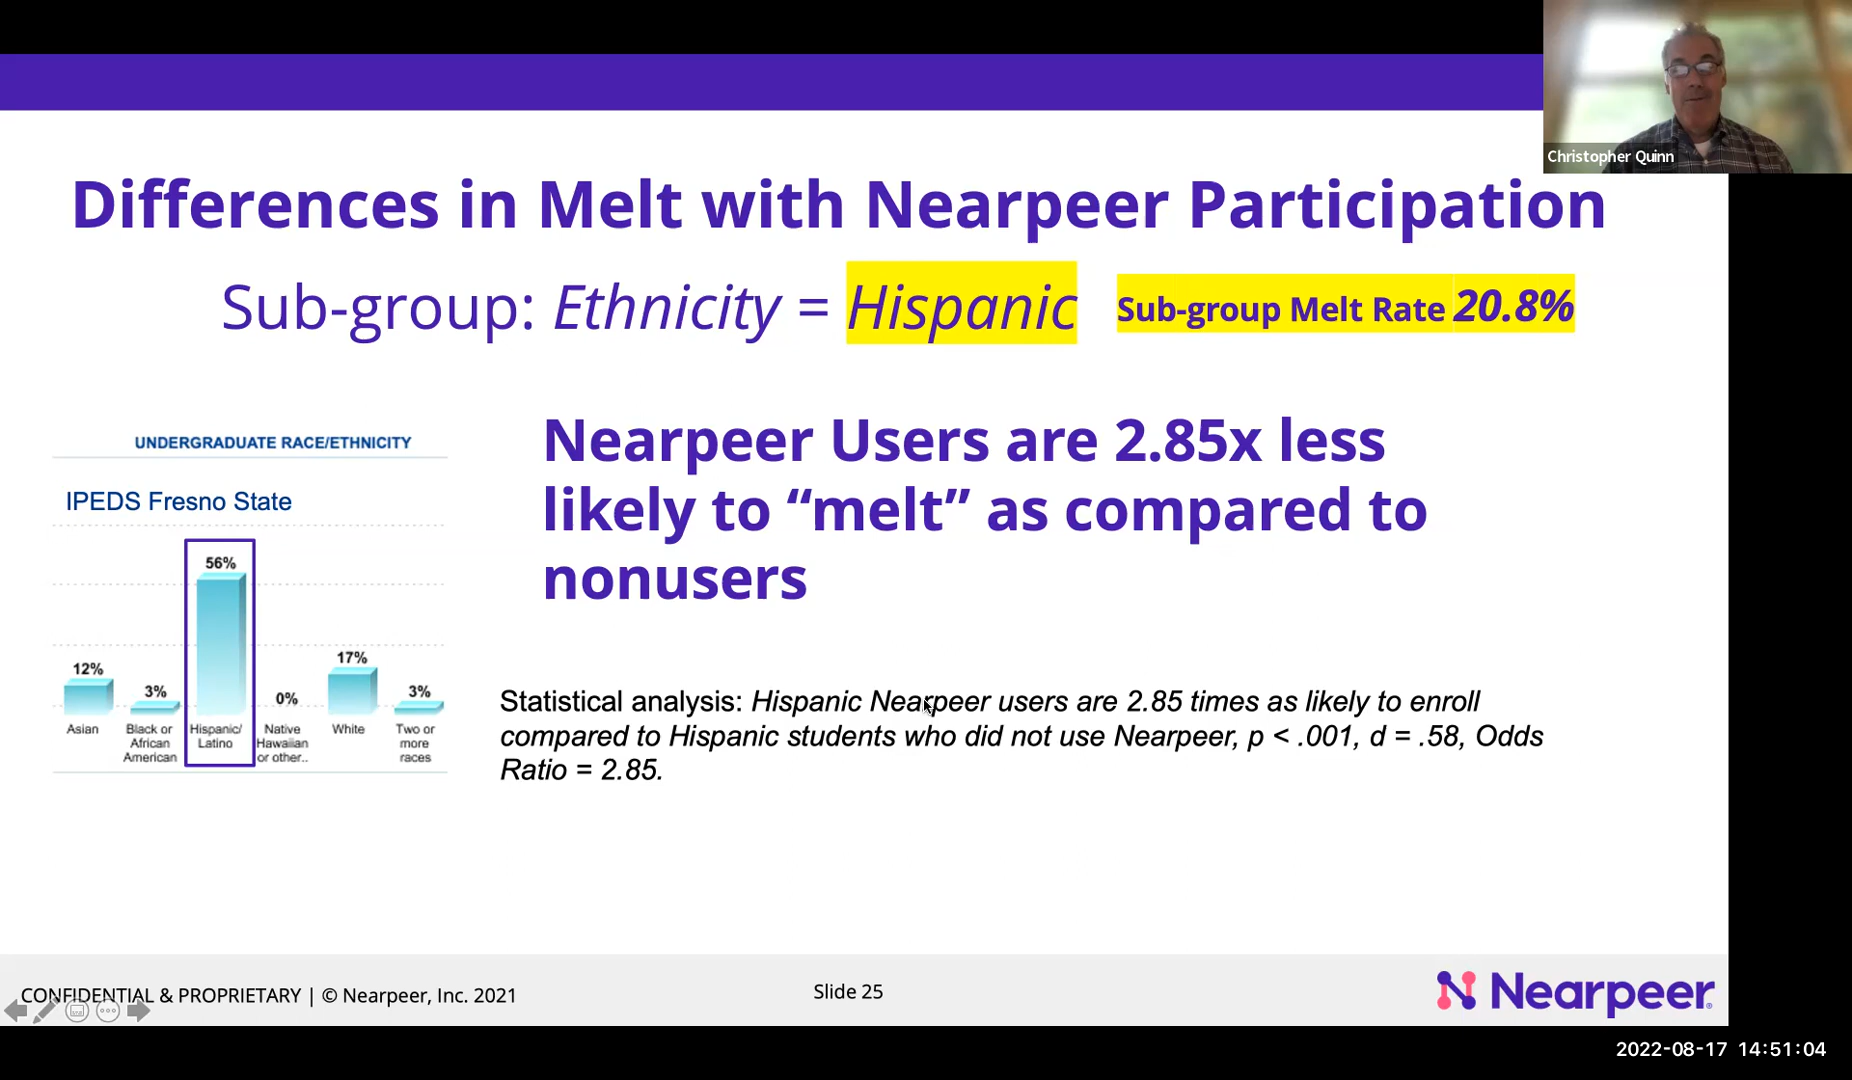 Christopher Quinn
Differences in Melt with Nearpeer Participation
Sub-group: Ethnicity = Hispanic
Sub-group Melt Rate 20.8%
UNDERGRADUATE RACE/ETHNICITY
IPEDS Fresno State
12%
3%
56%
0%
17%
3%
Asian
Black or
African
American
Hispanic/
Latino
Native
Hawaiian
or other..
White
Two or
more
races
Nearpeer Users are 2.85x less
likely to “melt” as compared to
nonusers
Statistical analysis: Hispanic Nearpeer users are 2.85 times as likely to enroll
compared to Hispanic students who did not use Nearpeer, p < .001, d = .58, Odds
Ratio = 2.85.
CONFIDENTIAL & PROPRIETARY | © Nearpeer, Inc. 2021
Slide 25
Nearpeer
2022-08-17 14:51:04